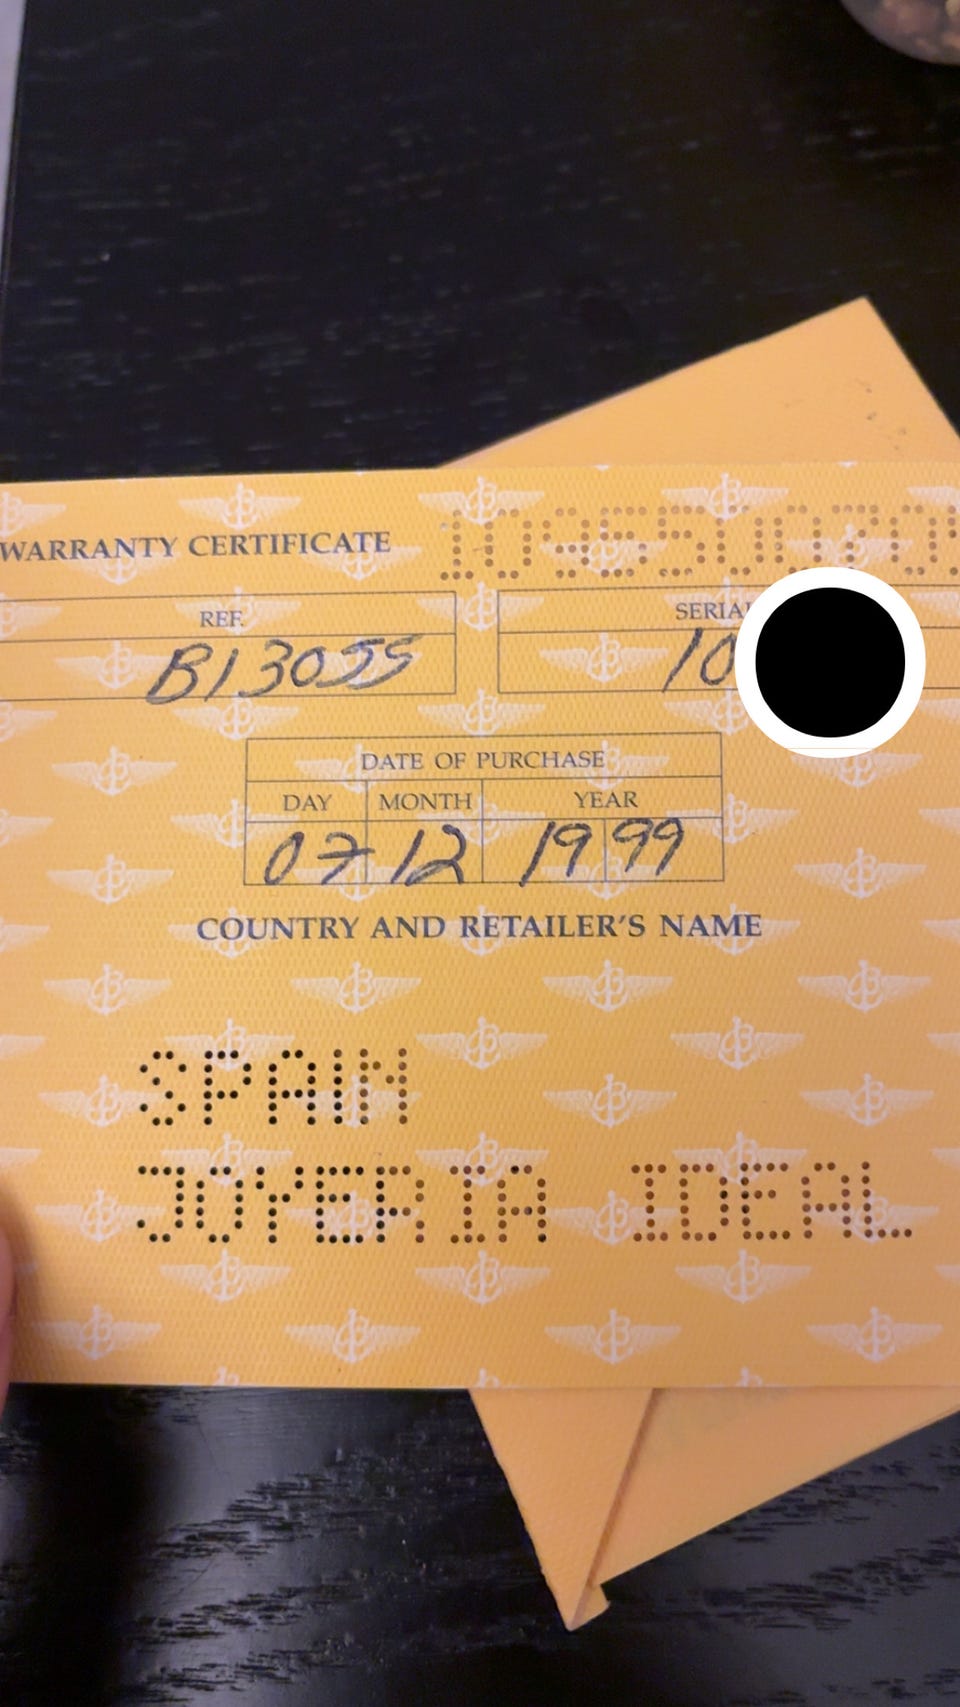 WARRANTY CERTIFICATE
REF.
B13055
SERIAL
10
DATE OF PURCHASE
DAY MONTH YEAR
07 12 1999
COUNTRY AND RETAILER'S NAME
SPAIN
JOYERIA IDEAL